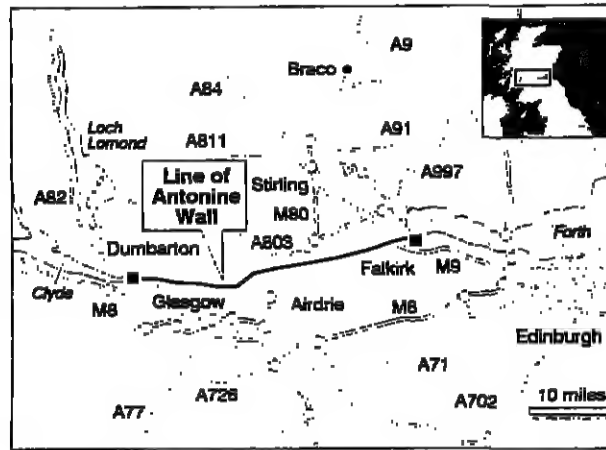 A9
Braco
A84
Loch
Lomond
A811
A91
Line of
Antonine
Wall
Stirling
A997
A82
M80
Dumbarton
A803
Forth
Falkirk
M9
Clyde
M8
Glasgow
Airdrie
M8
Edinburgh
A71
A726
10 miles
A77
A702